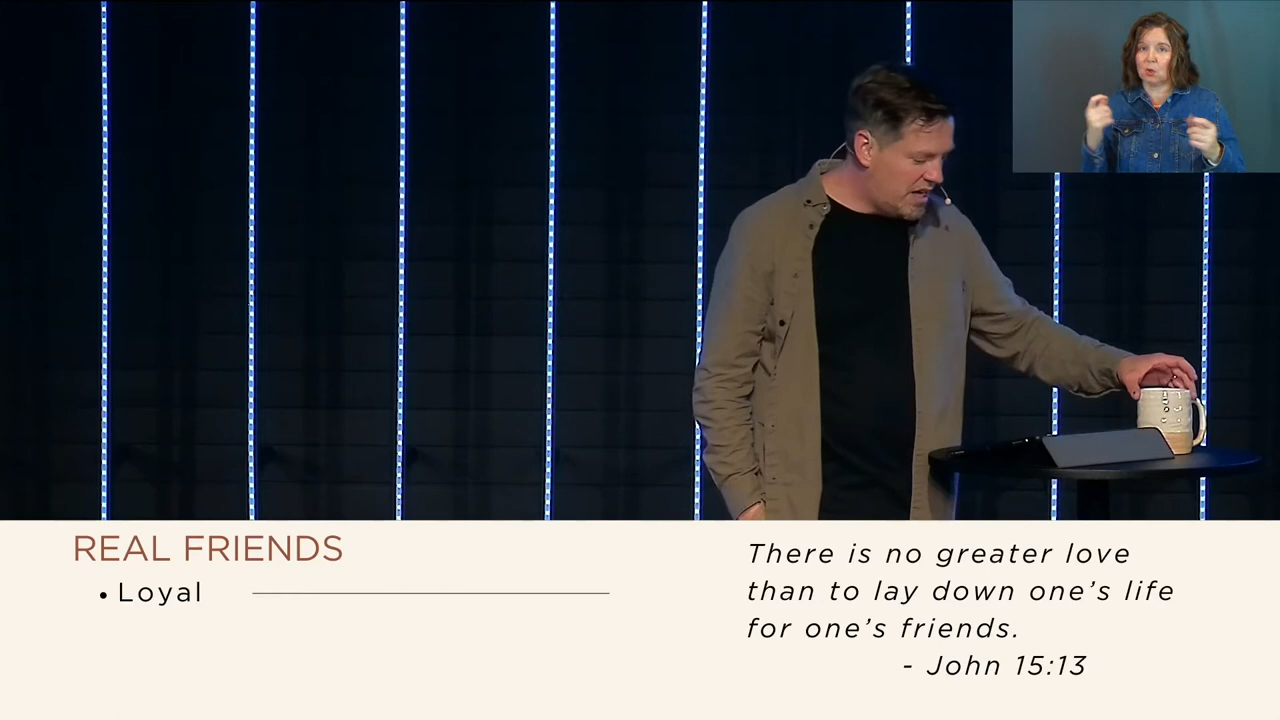 REAL FRIENDS
• Loyal
There is no greater love
than to lay down one’s life
for one’s friends.
- John 15:13